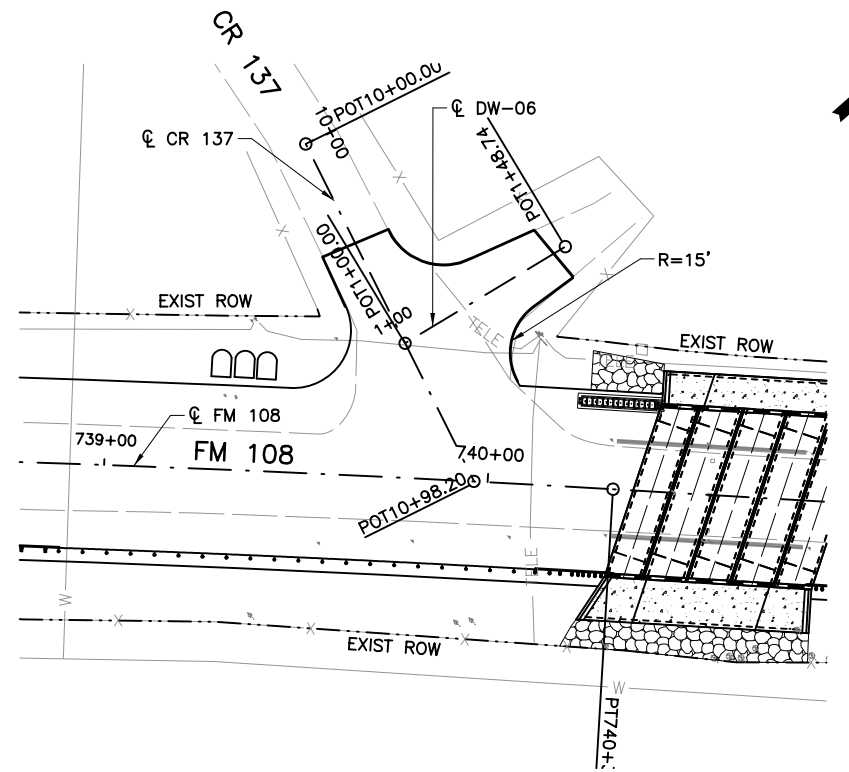 CR 137
POT10+00.00
10+00
℄ DW-06
℄ CR 137
POT1+48.74
POT1+00.00
1+00
R=15'
X
X
X
X
X
EXIST ROW
TELE
EXIST ROW
℄ FM 108
739+00
FM 108
740+00
POT10+98.20
TELE
W
X
X
X
X
X
EXIST ROW
W